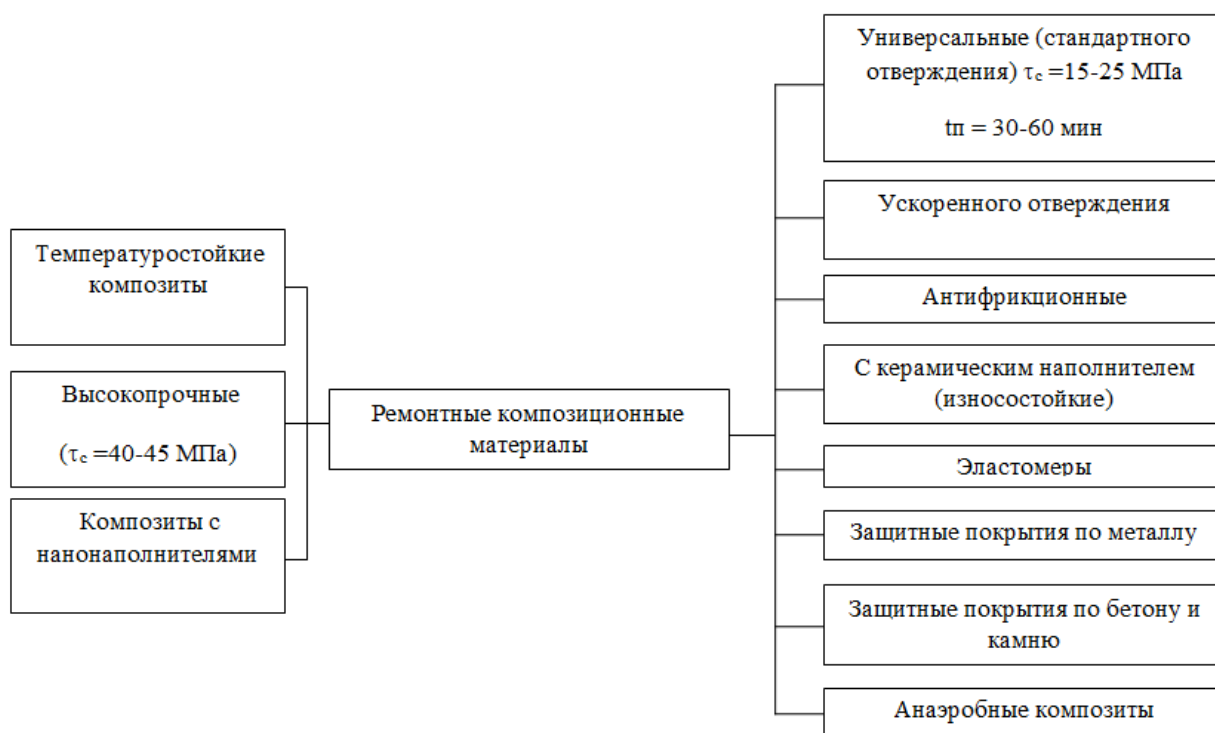 Температуростойкие
композиты
Высокопрочные
(τс =40-45 МПа)
Композиты с
нанонаполнителями
Ремонтные композиционные
материалы
Универсальные (стандартного
отверждения) τс =15-25 МПа
tп = 30-60 мин
Ускоренного отверждения
Антифрикционные
С керамическим наполнителем
(износостойкие)
Эластомеры
Защитные покрытия по металлу
Защитные покрытия по бетону и
камню
Анаэробные композиты